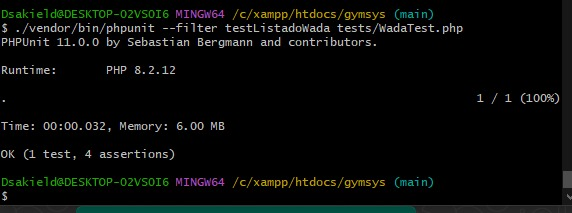 Dsakield@DESKTOP-O2VSOI6 MINGW64 /c/xampp/htdocs/gymsys (main)
$ ./vendor/bin/phpunit --filter testListadoWada tests/WadaTest.php
PHPUnit 11.0.0 by Sebastian Bergmann and contributors.
Runtime:       PHP 8.2.12
.                                                                   1 / 1 (100%)
Time: 00:00.032, Memory: 6.00 MB
OK (1 test, 4 assertions)
Dsakield@DESKTOP-O2VSOI6 MINGW64 /c/xampp/htdocs/gymsys (main)
$